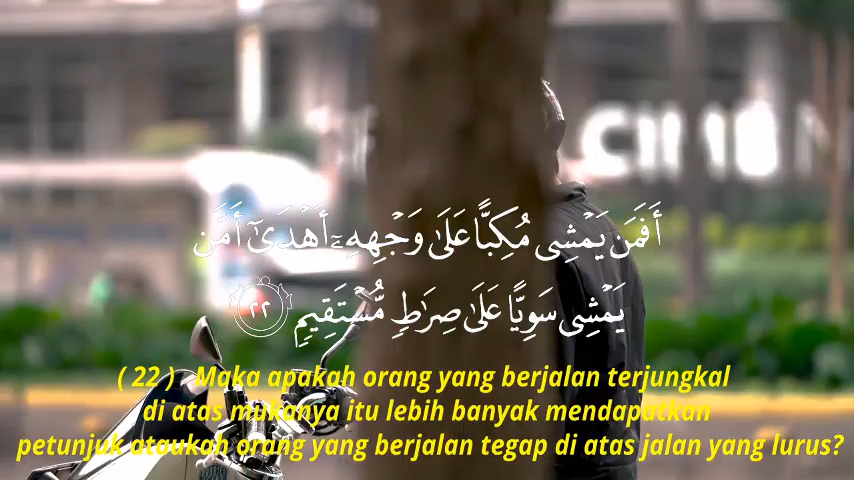 CIMB N
أَفَمَن يَمْشِى مُكِبًّا عَلَىٰ وَجْهِهِۦٓ أَهْدَىٰٓ أَمَّن
يَمْشِى سَوِيًّا عَلَىٰ صِرَٰطٍ مُّسْتَقِيمٍ ٢٢
( 22 ) - Maka apakah orang yang berjalan terjungkal
di atas mukanya itu lebih banyak mendapatkan
petunjuk ataukah orang yang berjalan tegap di atas jalan yang lurus?